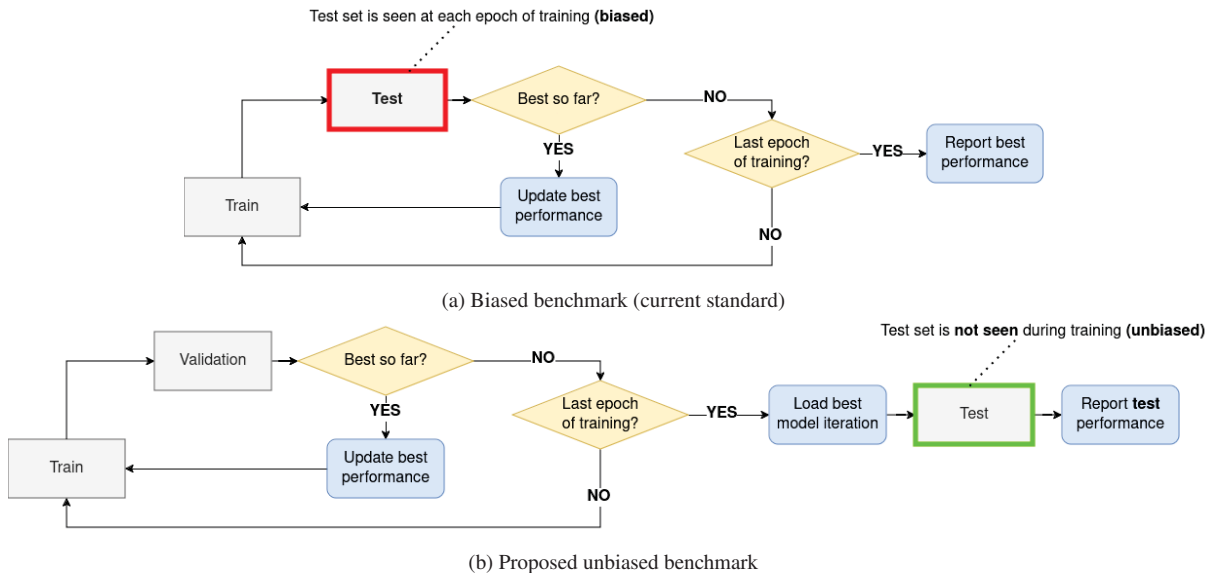 Test set is seen at each epoch of training (biased)
Test
Best so far?
NO
YES
Last epoch
of training?
YES
Report best
performance
Train
Update best
performance
NO
(a) Biased benchmark (current standard)
Test set is not seen during training (unbiased)
Validation
Best so far?
NO
YES
Last epoch
of training?
YES
Load best
model iteration
Test
Report test
performance
Train
Update best
performance
NO
(b) Proposed unbiased benchmark